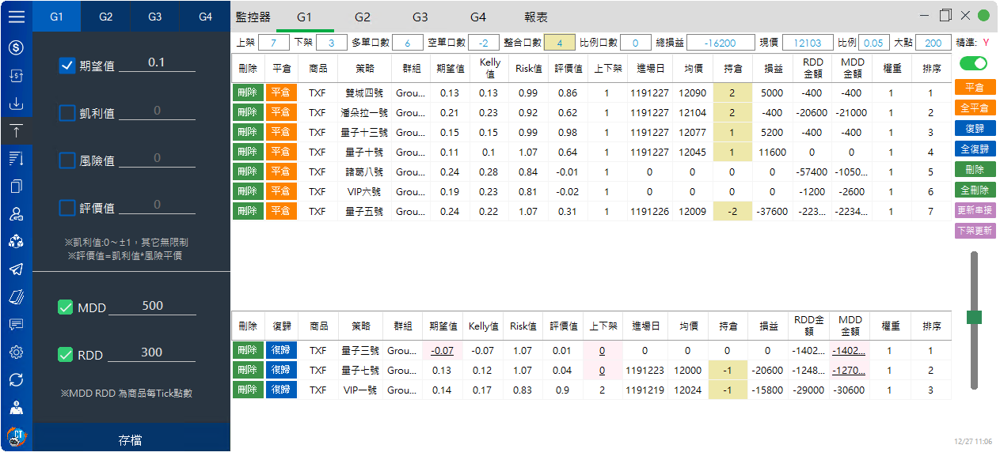 G1 G2 G3 G4
期望值 0.1
凱利值 0
風險值 0
評價值 0
※凱利值:0～±1，其它無限制
※評價值=凱利值*風險平價
MDD 500
RDD 300
※MDD RDD 為商品每Tick點數
存檔
監控器 G1 G2 G3 G4 報表
上架 7 下架 3 多單口數 6 空單口數 -2 整合口數 4 比例口數 0 總損益 -16200 現價 12103 比例 0.05 大點 200 精準: Y
刪除 平倉 商品 策略 群組 期望值 Kelly值 Risk值 評價值 上下架 進場日 均價 持倉 損益 RDD金額 MDD金額 權重 排序
刪除 平倉 TXF 雙城四號 Grou... 0.13 0.13 0.99 0.86 1 1191227 12090 2 5000 -400 -400 1 1
刪除 平倉 TXF 潘朵拉一號 Grou... 0.21 0.23 0.92 0.62 1 1191227 12104 2 -400 -20600 -21000 1 2
刪除 平倉 TXF 量子十三號 Grou... 0.15 0.15 0.99 0.98 1 1191227 12077 1 5200 -400 -400 1 3
刪除 平倉 TXF 量子十號 Grou... 0.11 0.1 1.07 0.64 1 1191227 12045 1 11600 0 0 1 4
刪除 平倉 TXF 諸葛八號 Grou... 0.24 0.28 0.84 -0.01 1 0 0 0 0 -57400 -1050... 1 5
刪除 平倉 TXF VIP六號 Grou... 0.19 0.23 0.81 -0.02 1 0 0 0 0 -1200 -2600 1 6
刪除 平倉 TXF 量子五號 Grou... 0.24 0.22 1.07 0.31 1 1191226 12009 -2 -37600 -223... -2234... 1 7
刪除 復歸 商品 策略 群組 期望值 Kelly值 Risk值 評價值 上下架 進場日 均價 持倉 損益 RDD金額 MDD金額 權重 排序
刪除 復歸 TXF 量子三號 Grou... -0.07 -0.07 1.07 0.01 0 0 0 0 0 -1402... -1402... 1 1
刪除 復歸 TXF 量子七號 Grou... 0.13 0.12 1.07 0.04 0 1191223 12000 -1 -20600 -1248... -1270... 1 2
刪除 復歸 TXF VIP一號 Grou... 0.14 0.17 0.83 0.9 2 1191219 12024 -1 -15800 -29000 -30600 1 3
平倉
全平倉
復歸
全復歸
刪除
全刪除
更新串接
下架更新
12/27 11:06